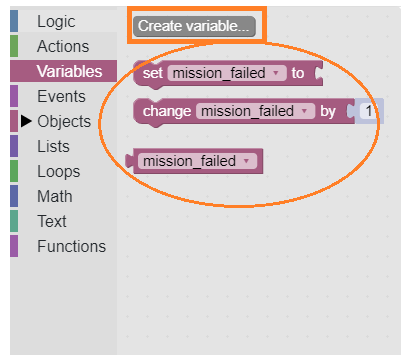 Logic
Actions
Variables
Events
Objects
Lists
Loops
Math
Text
Functions
Create variable...
set mission_failed to
change mission_failed by 1
mission_failed